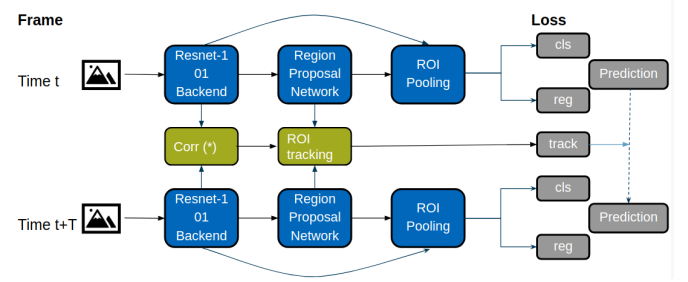 Frame
Loss
Time t
Resnet-1
01
Backend
Region
Proposal
Network
ROI
Pooling
cls
reg
Prediction
Corr (*)
ROI
tracking
track
Time t+T
Resnet-1
01
Backend
Region
Proposal
Network
ROI
Pooling
cls
reg
Prediction